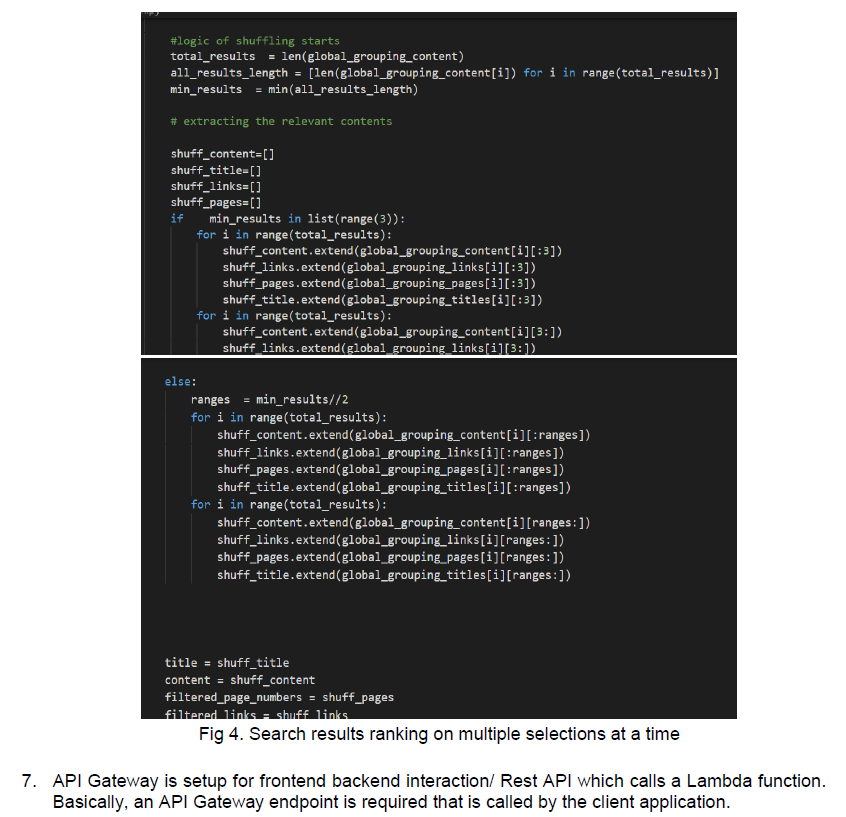 #logic of shuffling starts
total_results  = len(global_grouping_content)
all_results_length = [len(global_grouping_content[i]) for i in range(total_results)]
min_results  = min(all_results_length)
# extracting the relevant contents
shuff_content=[]
shuff_title=[]
shuff_links=[]
shuff_pages=[]
if    min_results in list(range(3)):
    for i in range(total_results):
        shuff_content.extend(global_grouping_content[i][:3])
        shuff_links.extend(global_grouping_links[i][:3])
        shuff_pages.extend(global_grouping_pages[i][:3])
        shuff_title.extend(global_grouping_titles[i][:3])
    for i in range(total_results):
        shuff_content.extend(global_grouping_content[i][3:])
        shuff_links.extend(global_grouping_links[i][3:])
else:
    ranges  = min_results//2
    for i in range(total_results):
        shuff_content.extend(global_grouping_content[i][:ranges])
        shuff_links.extend(global_grouping_links[i][:ranges])
        shuff_pages.extend(global_grouping_pages[i][:ranges])
        shuff_title.extend(global_grouping_titles[i][:ranges])
    for i in range(total_results):
        shuff_content.extend(global_grouping_content[i][ranges:])
        shuff_links.extend(global_grouping_links[i][ranges:])
        shuff_pages.extend(global_grouping_pages[i][ranges:])
        shuff_title.extend(global_grouping_titles[i][ranges:])
title = shuff_title
content = shuff_content
filtered_page_numbers = shuff_pages
filtered_links = shuff_links
Fig 4. Search results ranking on multiple selections at a time
7. API Gateway is setup for frontend backend interaction/ Rest API which calls a Lambda function.
Basically, an API Gateway endpoint is required that is called by the client application.